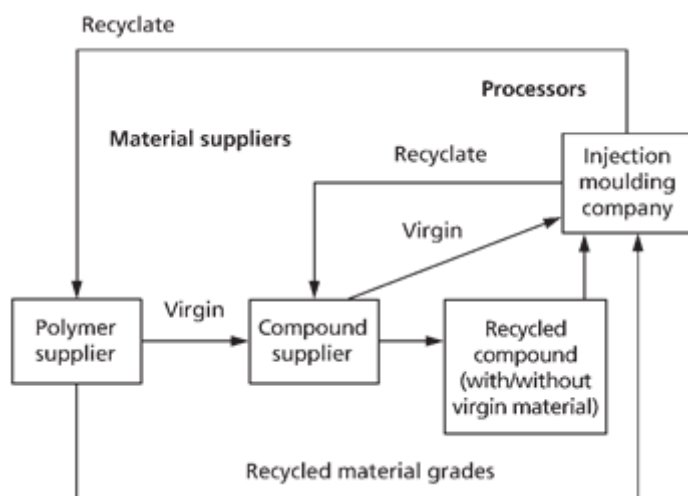 Recyclate
Processors
Material suppliers
Recyclate
Injection
moulding
company
Virgin
Virgin
Polymer
supplier
Compound
supplier
Recycled
compound
(with/without
virgin material)
Recycled material grades